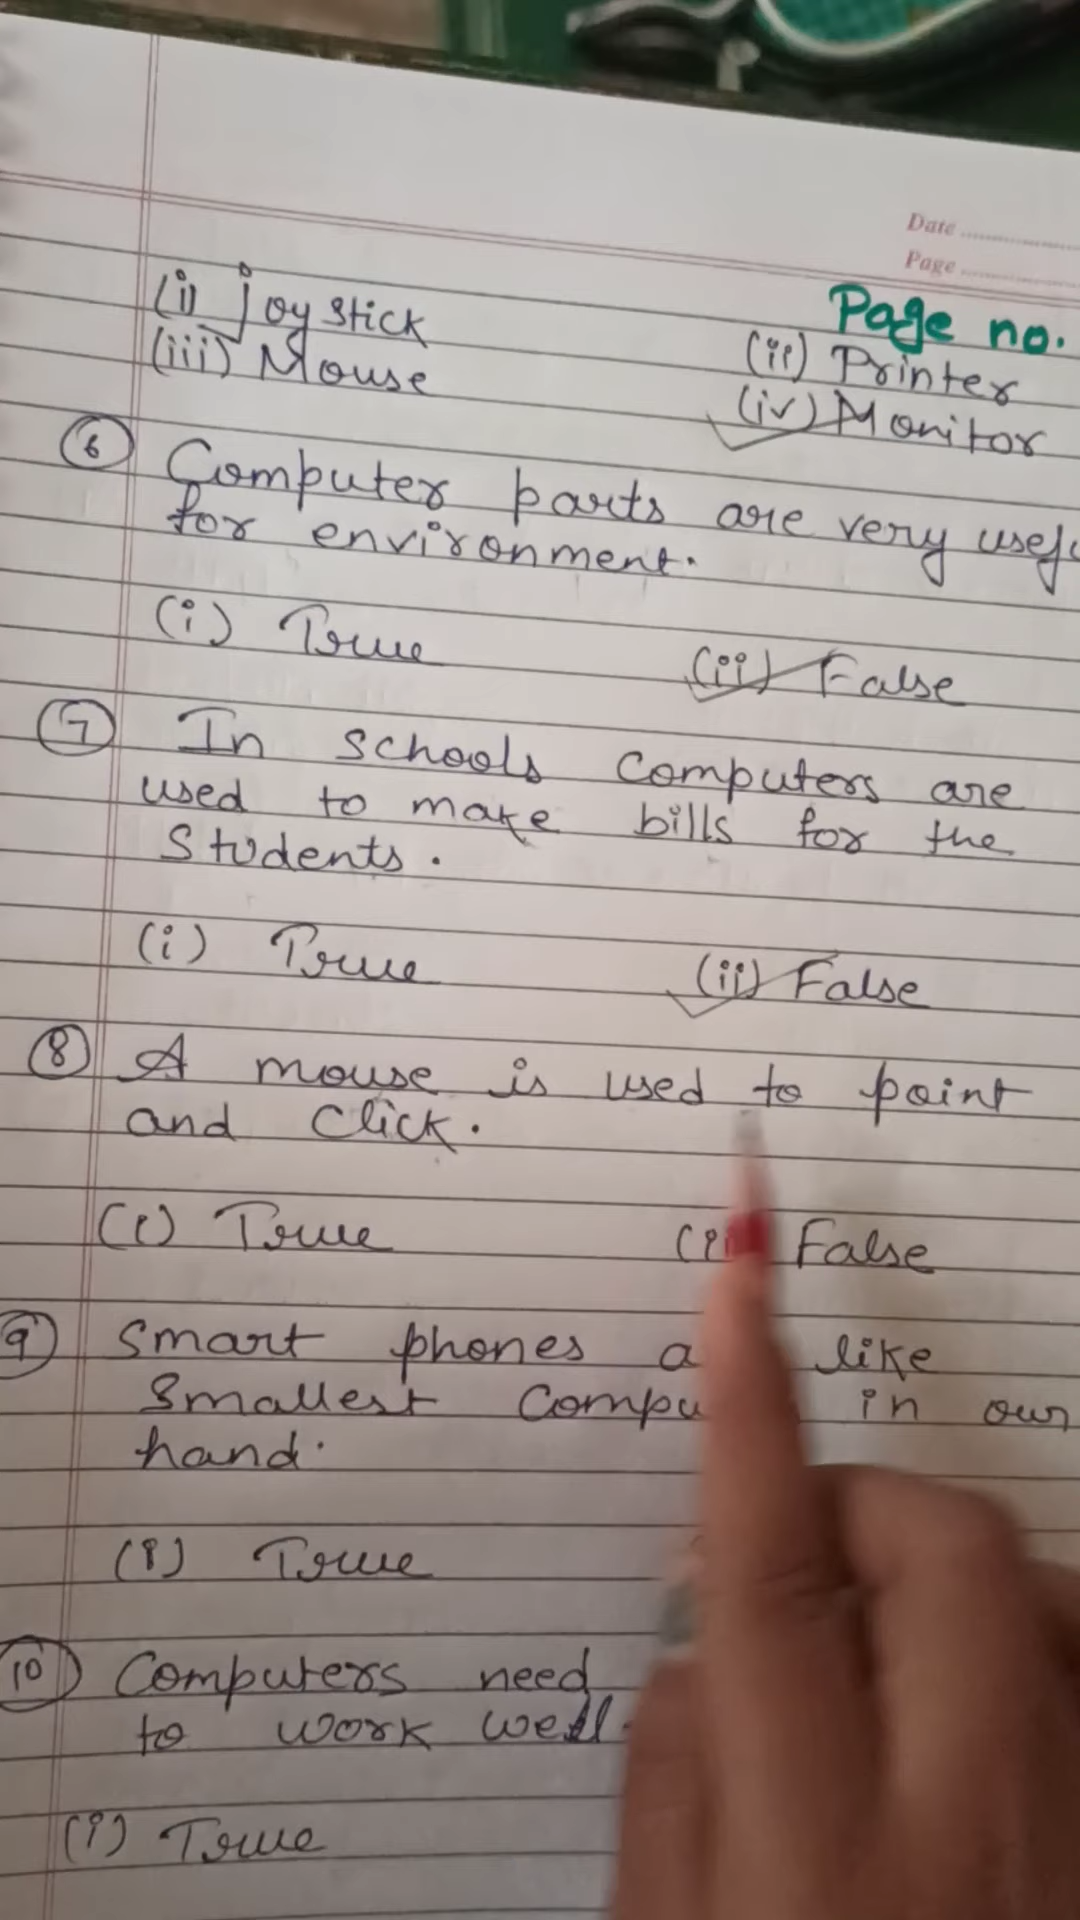 Date
Page
Page no.
(i) joy stick (ii) Printer
(iii) Mouse (iv) Monitor
6 Computer parts are very
for environment.
(i) True (ii) False
7 In schools computers are
used to make bills for the
Students.
(i) True (ii) False
8 A mouse is used to point
and click.
(i) True False
9 Smart phones like
Smallest in our
hand.
(i) True
10 Computers need
to work well.
(i) True